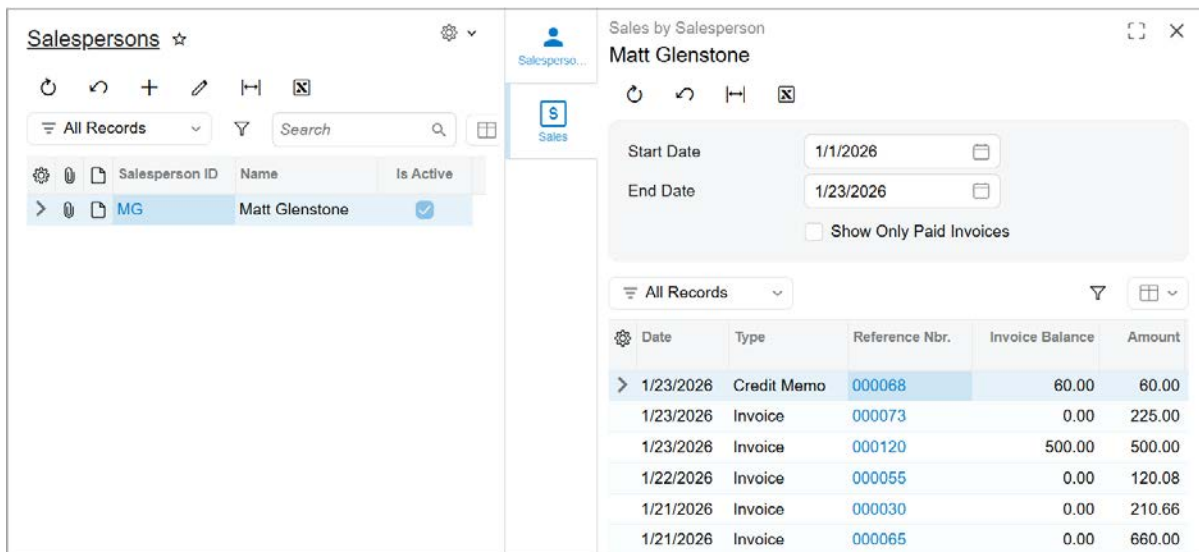 Salespersons
All Records
Search
Salesperson ID Name Is Active
MG Matt Glenstone
Salesperso...
$
Sales
Sales by Salesperson
Matt Glenstone
Start Date 1/1/2026
End Date 1/23/2026
Show Only Paid Invoices
All Records
Date Type Reference Nbr. Invoice Balance Amount
1/23/2026 Credit Memo 000068 60.00 60.00
1/23/2026 Invoice 000073 0.00 225.00
1/23/2026 Invoice 000120 500.00 500.00
1/22/2026 Invoice 000055 0.00 120.08
1/21/2026 Invoice 000030 0.00 210.66
1/21/2026 Invoice 000065 0.00 660.00